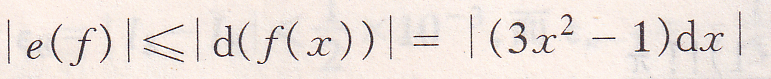 |e(f)|⩽|d(f(x))| = |(3x² − 1)dx|